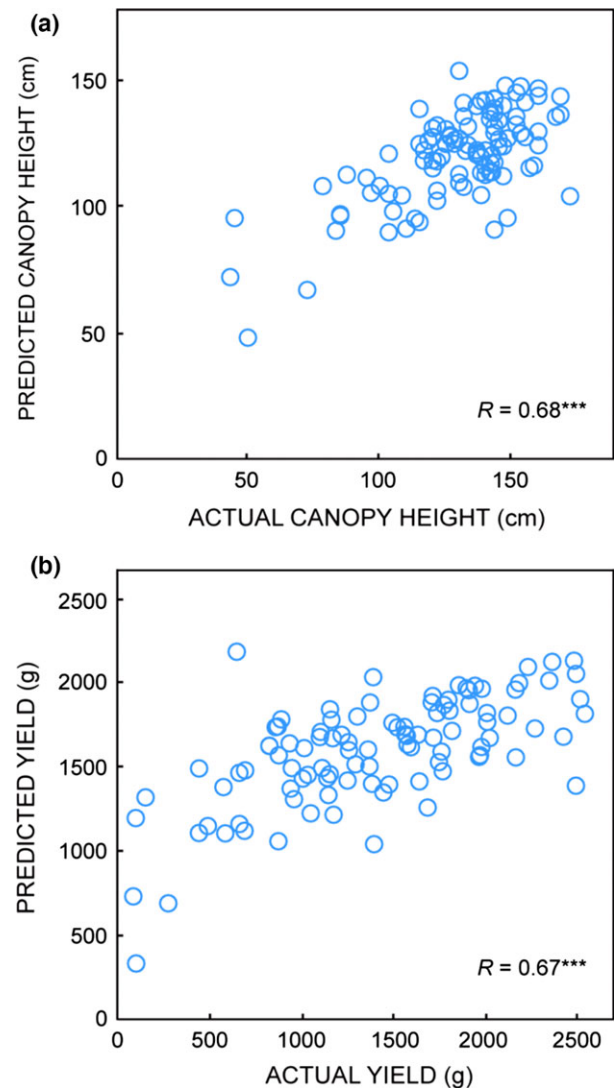 (a)
PREDICTED CANOPY HEIGHT (cm)
150
100
50
0
R = 0.68***
0 50 100 150
ACTUAL CANOPY HEIGHT (cm)
(b)
PREDICTED YIELD (g)
2500
2000
1500
1000
500
0
R = 0.67***
0 500 1000 1500 2000 2500
ACTUAL YIELD (g)